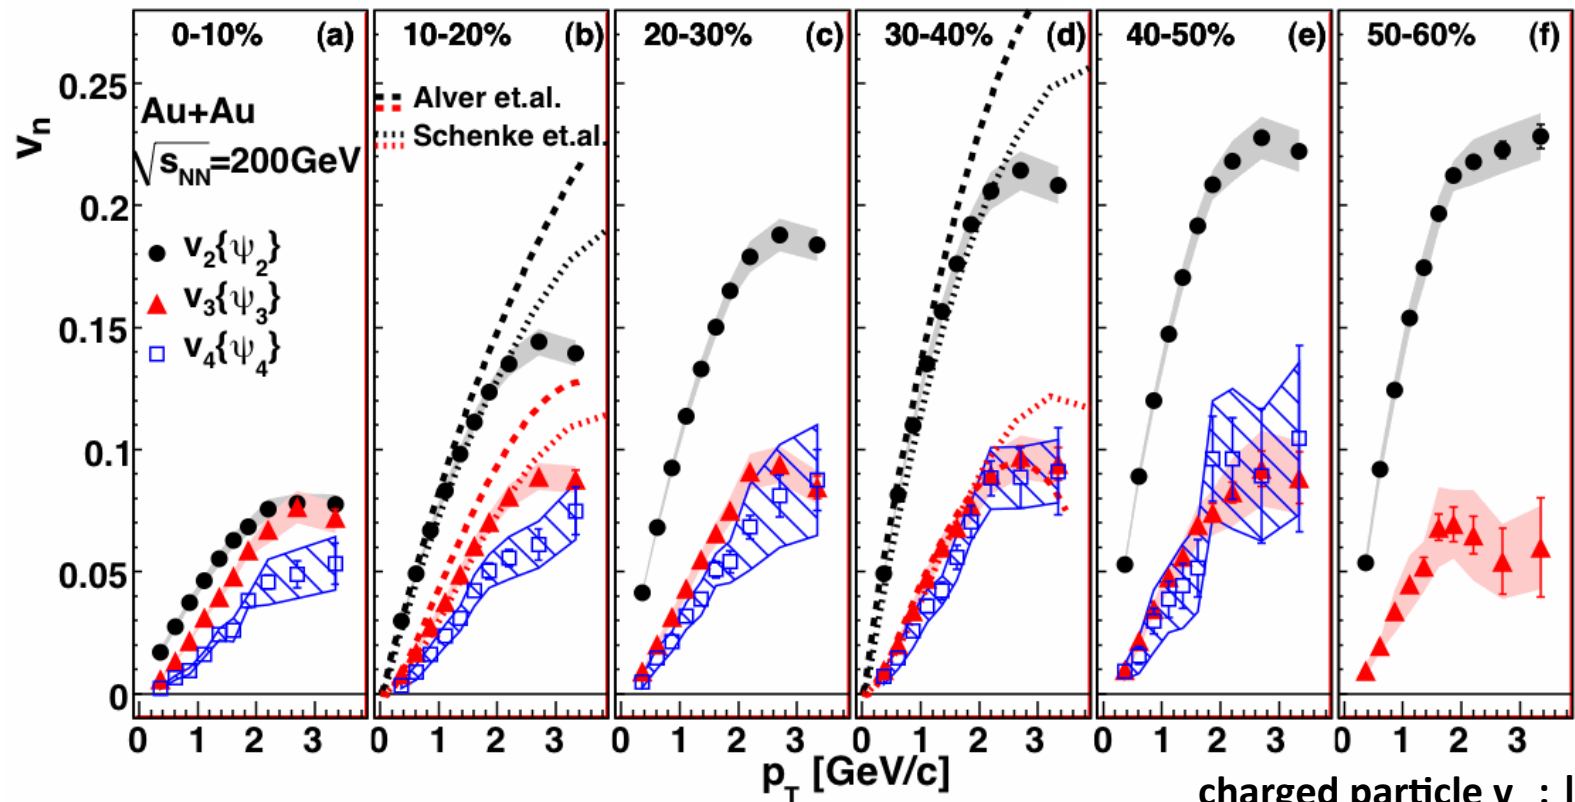 0-10% (a)
10-20% (b)
20-30% (c)
30-40% (d)
40-50% (e)
50-60% (f)
vn
0.25
0.2
0.15
0.1
0.05
0
Au+Au
√sNN=200GeV
v2{ψ2}
v3{ψ3}
v4{ψ4}
Alver et.al.
Schenke et.al.
0 1 2 3
0 1 2 3
0 1 2 3
0 1 2 3
0 1 2 3
0 1 2 3
pT [GeV/c]
charged particle v :